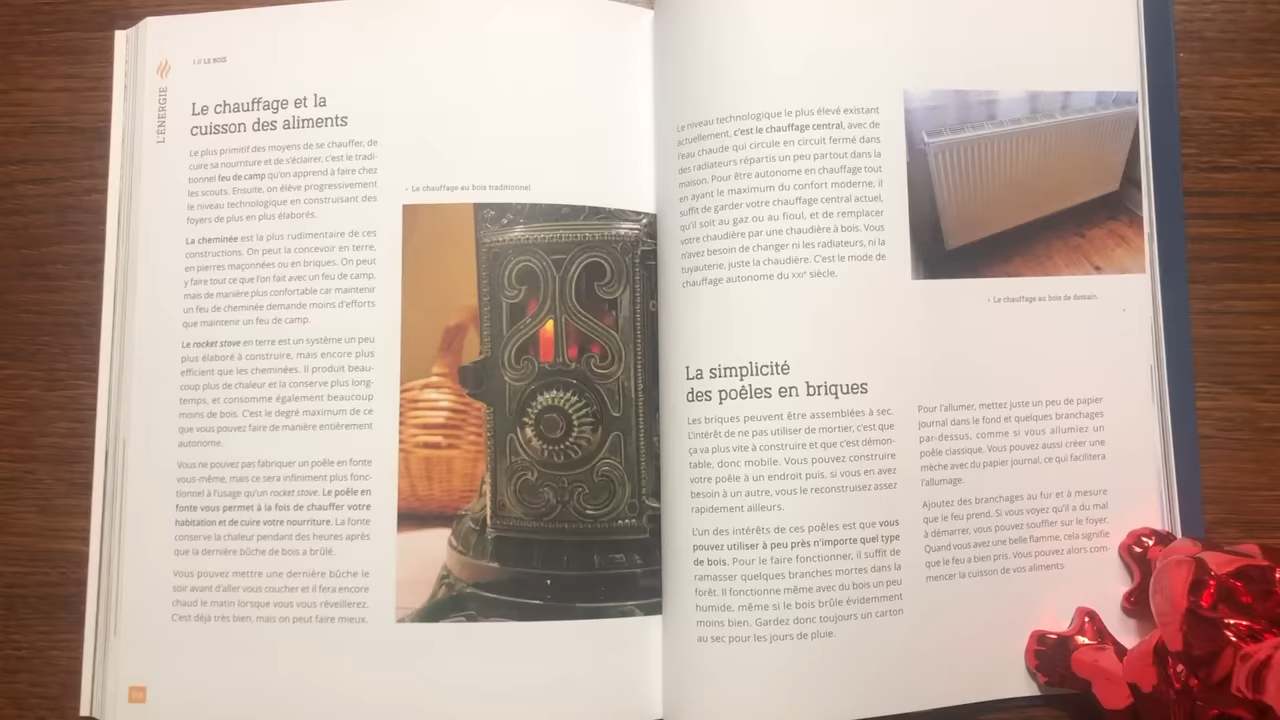 L'ÉNERGIE
1 // LE BOIS
Le chauffage et la
cuisson des aliments
Le plus primitif des moyens de se chauffer, de
cuire sa nourriture et de s'éclairer, c'est le tradi-
tionnel feu de camp qu'on apprend à faire chez
les scouts. Ensuite, on élève progressivement
le niveau technologique en construisant des
foyers de plus en plus élaborés.
La cheminée est la plus rudimentaire de ces
constructions. On peut la concevoir en terre,
en pierres maçonnées ou en briques. On peut
y faire tout ce que l'on fait avec un feu de camp,
mais de manière plus confortable car maintenir
un feu de cheminée demande moins d'efforts
que maintenir un feu de camp.
Le rocket stove en terre est un système un peu
plus élaboré à construire, mais encore plus
efficient que les cheminées. Il produit beau-
coup plus de chaleur et la conserve plus long-
temps, et consomme également beaucoup
moins de bois. C'est le degré maximum de ce
que vous pouvez faire de manière entièrement
autonome.
Vous ne pouvez pas fabriquer un poêle en fonte
vous-même, mais ce sera infiniment plus fonc-
tionnel à l'usage qu'un rocket stove. Le poêle en
fonte vous permet à la fois de chauffer votre
habitation et de cuire votre nourriture. La fonte
conserve la chaleur pendant des heures après
que la dernière bûche de bois a brûlé.
Vous pouvez mettre une dernière bûche le
soir avant d'aller vous coucher et il fera encore
chaud le matin lorsque vous vous réveillerez.
C'est déjà très bien, mais on peut faire mieux.
Le chauffage au bois traditionnel
Le niveau technologique le plus élevé existant
actuellement, c'est le chauffage central, avec de
l'eau chaude qui circule en circuit fermé dans
des radiateurs répartis un peu partout dans la
maison. Pour être autonome en chauffage tout
en ayant le maximum du confort moderne, il
suffit de garder votre chauffage central actuel,
qu'il soit au gaz ou au fioul, et de remplacer
votre chaudière par une chaudière à bois. Vous
n'avez besoin de changer ni les radiateurs, ni la
tuyauterie, juste la chaudière. C'est le mode de
chauffage autonome du XXIe siècle.
Le chauffage au bois de demain
La simplicité
des poêles en briques
Les briques peuvent être assemblées à sec.
L'intérêt de ne pas utiliser de mortier, c'est que
ça va plus vite à construire et que c'est démon-
table, donc mobile. Vous pouvez construire
votre poêle à un endroit puis, si vous en avez
besoin à un autre, vous le reconstruisez assez
rapidement ailleurs.
L'un des intérêts de ces poêles est que vous
pouvez utiliser à peu près n'importe quel type
de bois. Pour le faire fonctionner, il suffit de
ramasser quelques branches mortes dans la
forêt. Il fonctionne même avec du bois un peu
humide, même si le bois brûle évidemment
moins bien. Gardez donc toujours un carton
au sec pour les jours de pluie.
Pour l'allumer, mettez juste un peu de papier
journal dans le fond et quelques branchages
par-dessus, comme si vous allumiez un
poêle classique. Vous pouvez aussi créer une
mèche avec du papier journal, ce qui facilitera
l'allumage.
Ajoutez des branchages au fur et à mesure
que le feu prend. Si vous voyez qu'il a du mal
à démarrer, vous pouvez souffler sur le foyer.
Quand vous avez une belle flamme, cela signifie
que le feu a bien pris. Vous pouvez alors com-
mencer la cuisson de vos aliments.